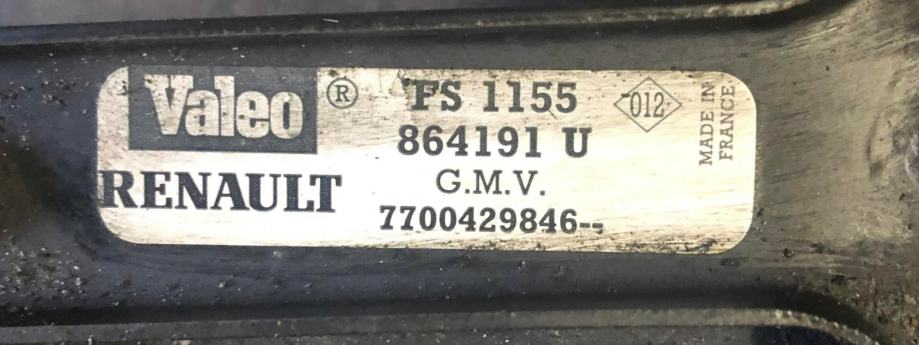 Valeo ® FS 1155 012
864191 U
RENAULT G.M.V.
7700429846--
MADE IN
FRANCE